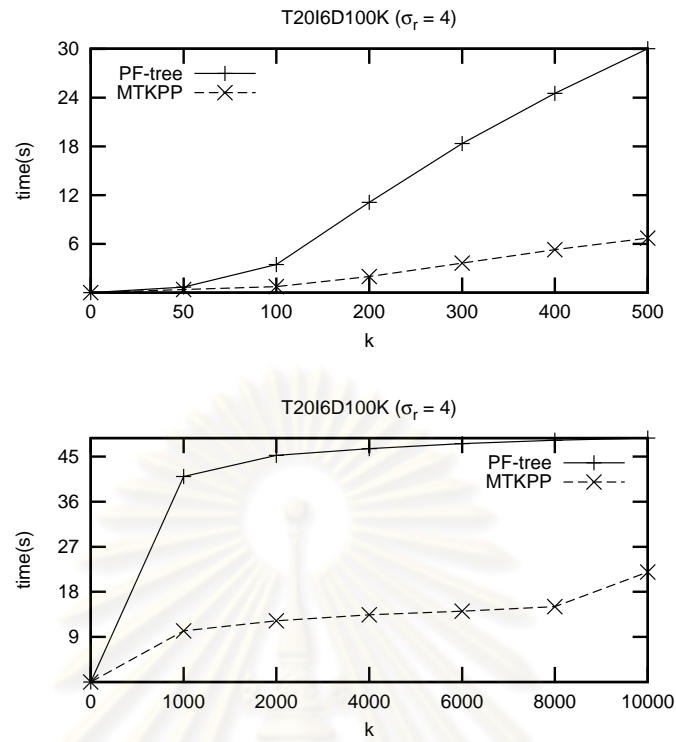 T20I6D100K (σr = 4)
30
24
18
12
6
time(s)
PF-tree
MTKPP
0 50 100 200 300 400 500
k
T20I6D100K (σr = 4)
45
36
27
18
9
time(s)
PF-tree
MTKPP
0 1000 2000 4000 6000 8000 10000
k